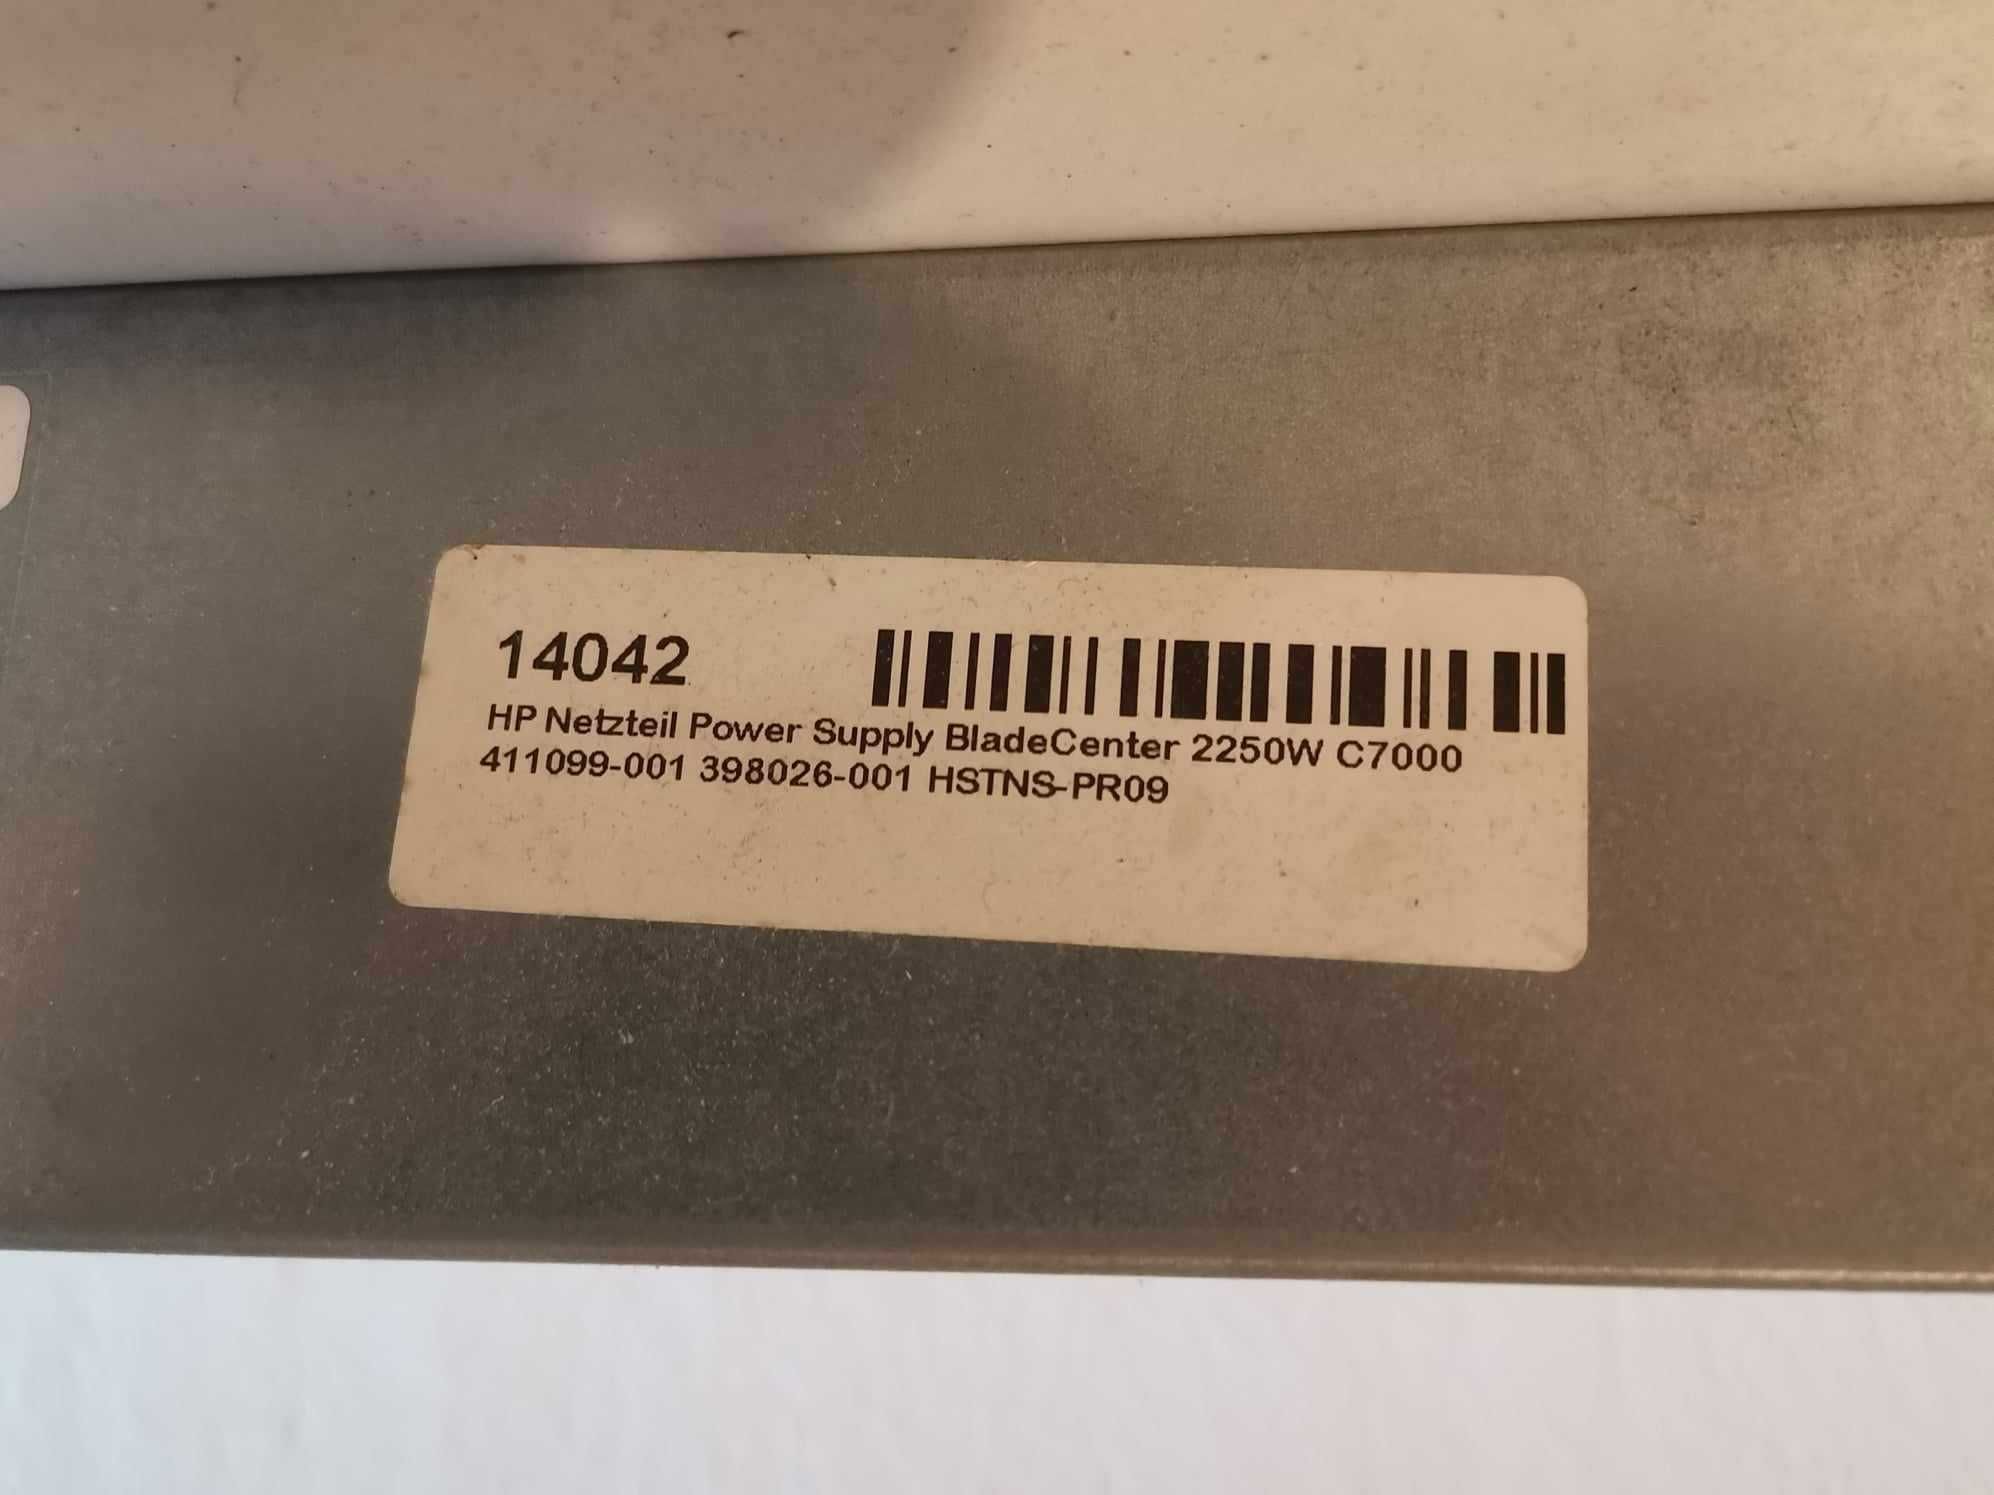 14042
HP Netzteil Power Supply BladeCenter 2250W C7000
411099-001 398026-001 HSTNS-PR09